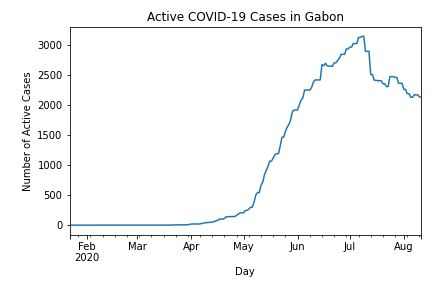 Active COVID-19 Cases in Gabon
Number of Active Cases
3000
2500
2000
1500
1000
500
0
Feb Mar Apr May Jun Jul Aug
2020
Day